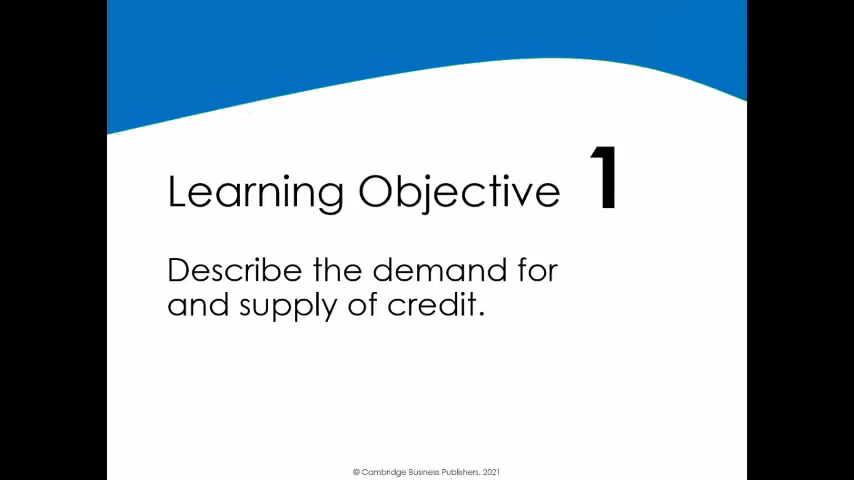 Learning Objective 1
Describe the demand for
and supply of credit.
© Cambridge Business Publishers, 2021